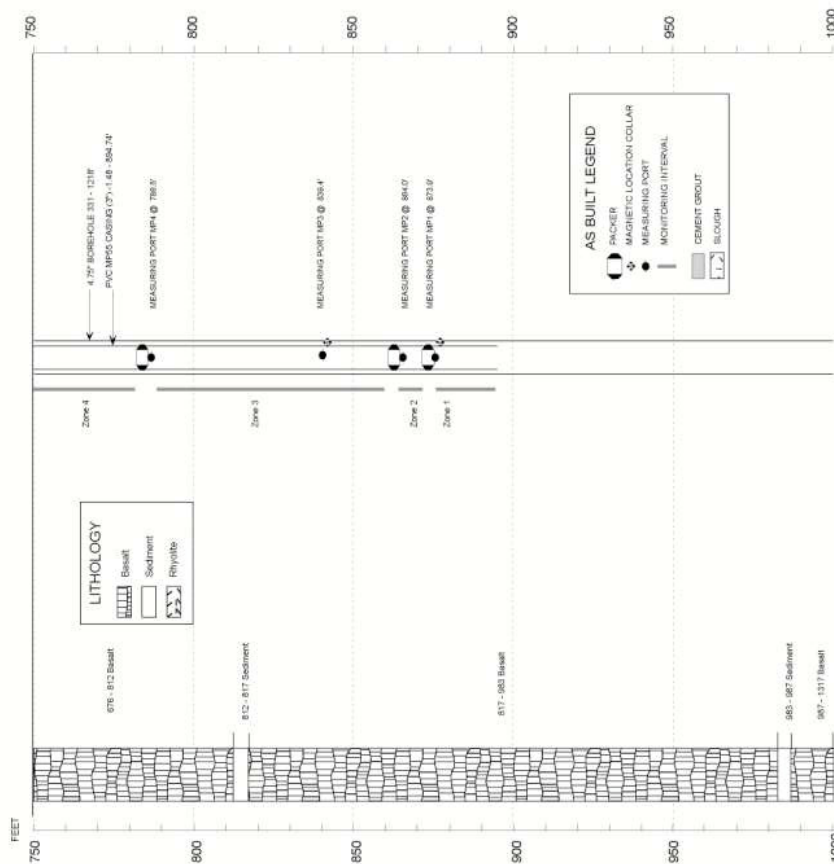 FEET
750
800
850
900
950
1000
750
800
850
900
950
1000
676 - 812 Basalt
812 - 817 Sediment
817 - 983 Basalt
983 - 987 Sediment
987 - 1317 Basalt
LITHOLOGY
Basalt
Sediment
Rhyolite
Zone 4
Zone 3
Zone 2
Zone 1
4.75" BOREHOLE 331 - 1218'
PVC MP55 CASING (3") -1.48 - 894.74'
MEASURING PORT MP4 @
MEASURING PORT MP3 @ 839.4'
MEASURING PORT MP2 @ 864.0'
MEASURING PORT MP1 @ 873.9'
AS BUILT LEGEND
PACKER
MAGNETIC LOCATION COLLAR
MEASURING PORT
MONITORING INTERVAL
CEMENT GROUT
SLOUGH